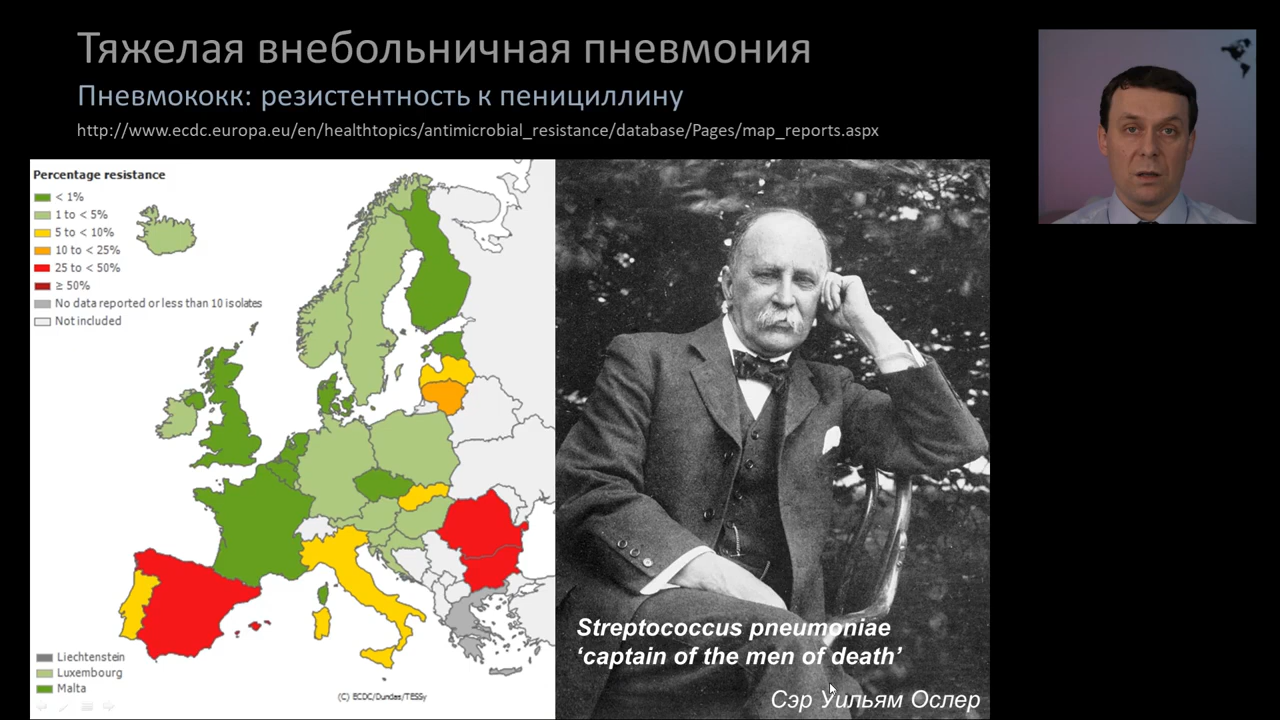 Тяжелая внебольничная пневмония
Пневмококк: резистентность к пенициллину
http://www.ecdc.europa.eu/en/healthtopics/antimicrobial_resistance/database/Pages/map_reports.aspx
Percentage resistance
< 1%
1 to < 5%
5 to < 10%
10 to < 25%
25 to < 50%
≥ 50%
No data reported or less than 10 isolates
Not included
Liechtenstein
Luxembourg
Malta
(C) ECDC/Dundas/TESSy
Streptococcus pneumoniae
‘captain of the men of death’
Сэр Уильям Ослер